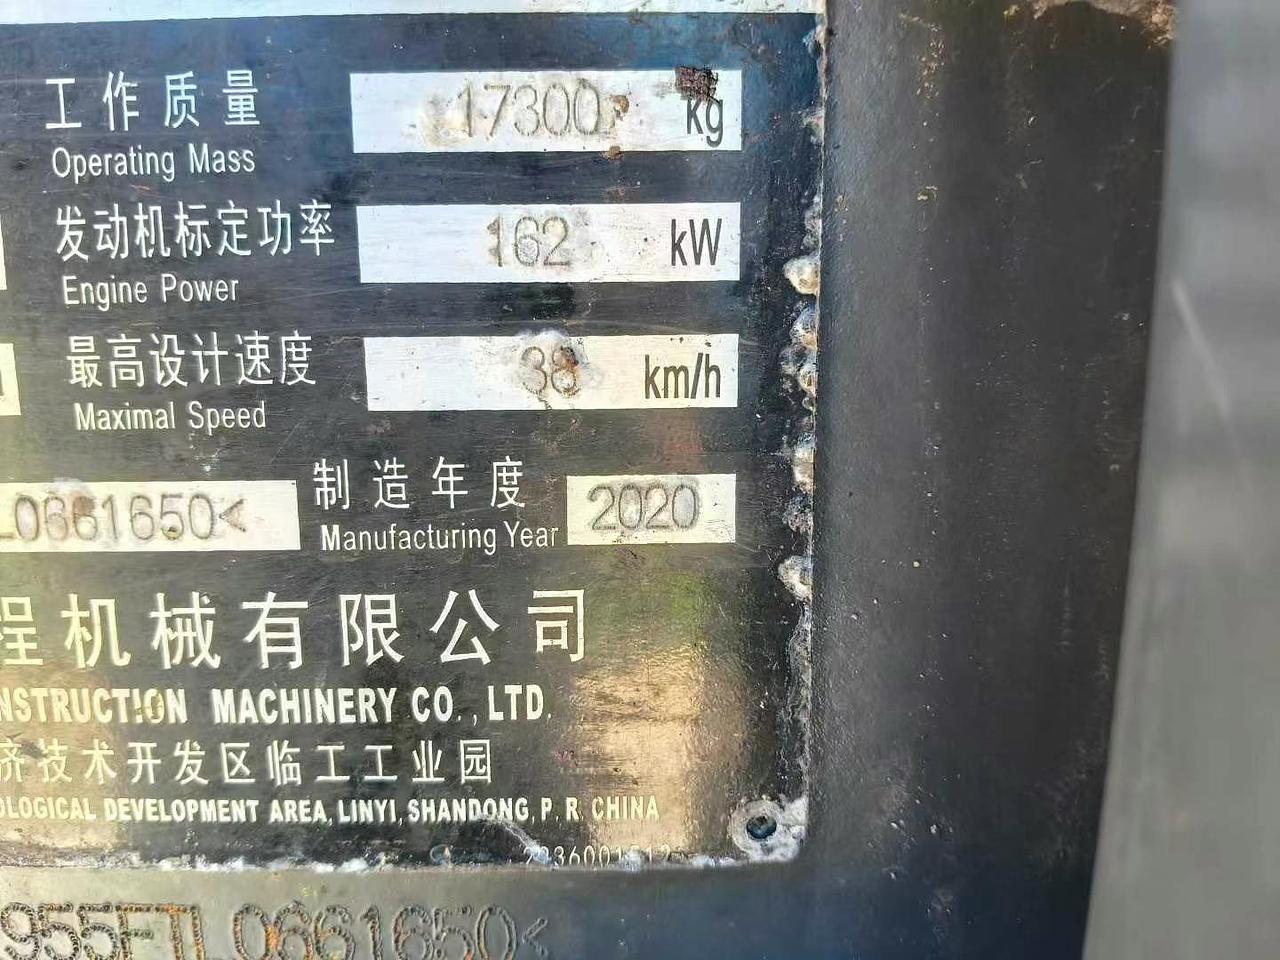 工作质量 17300 kg
Operating Mass
发动机标定功率 162 kW
Engine Power
最高设计速度 38 km/h
Maximal Speed
L0661650< 制造年度 2020
Manufacturing Year
程机械有限公司
NSTRUCTION MACHINERY CO., LTD.
济技术开发区临工工业园
OLOGICAL DEVELOPMENT AREA, LINYI, SHANDONG, P. R. CHINA
955FTL0661650<